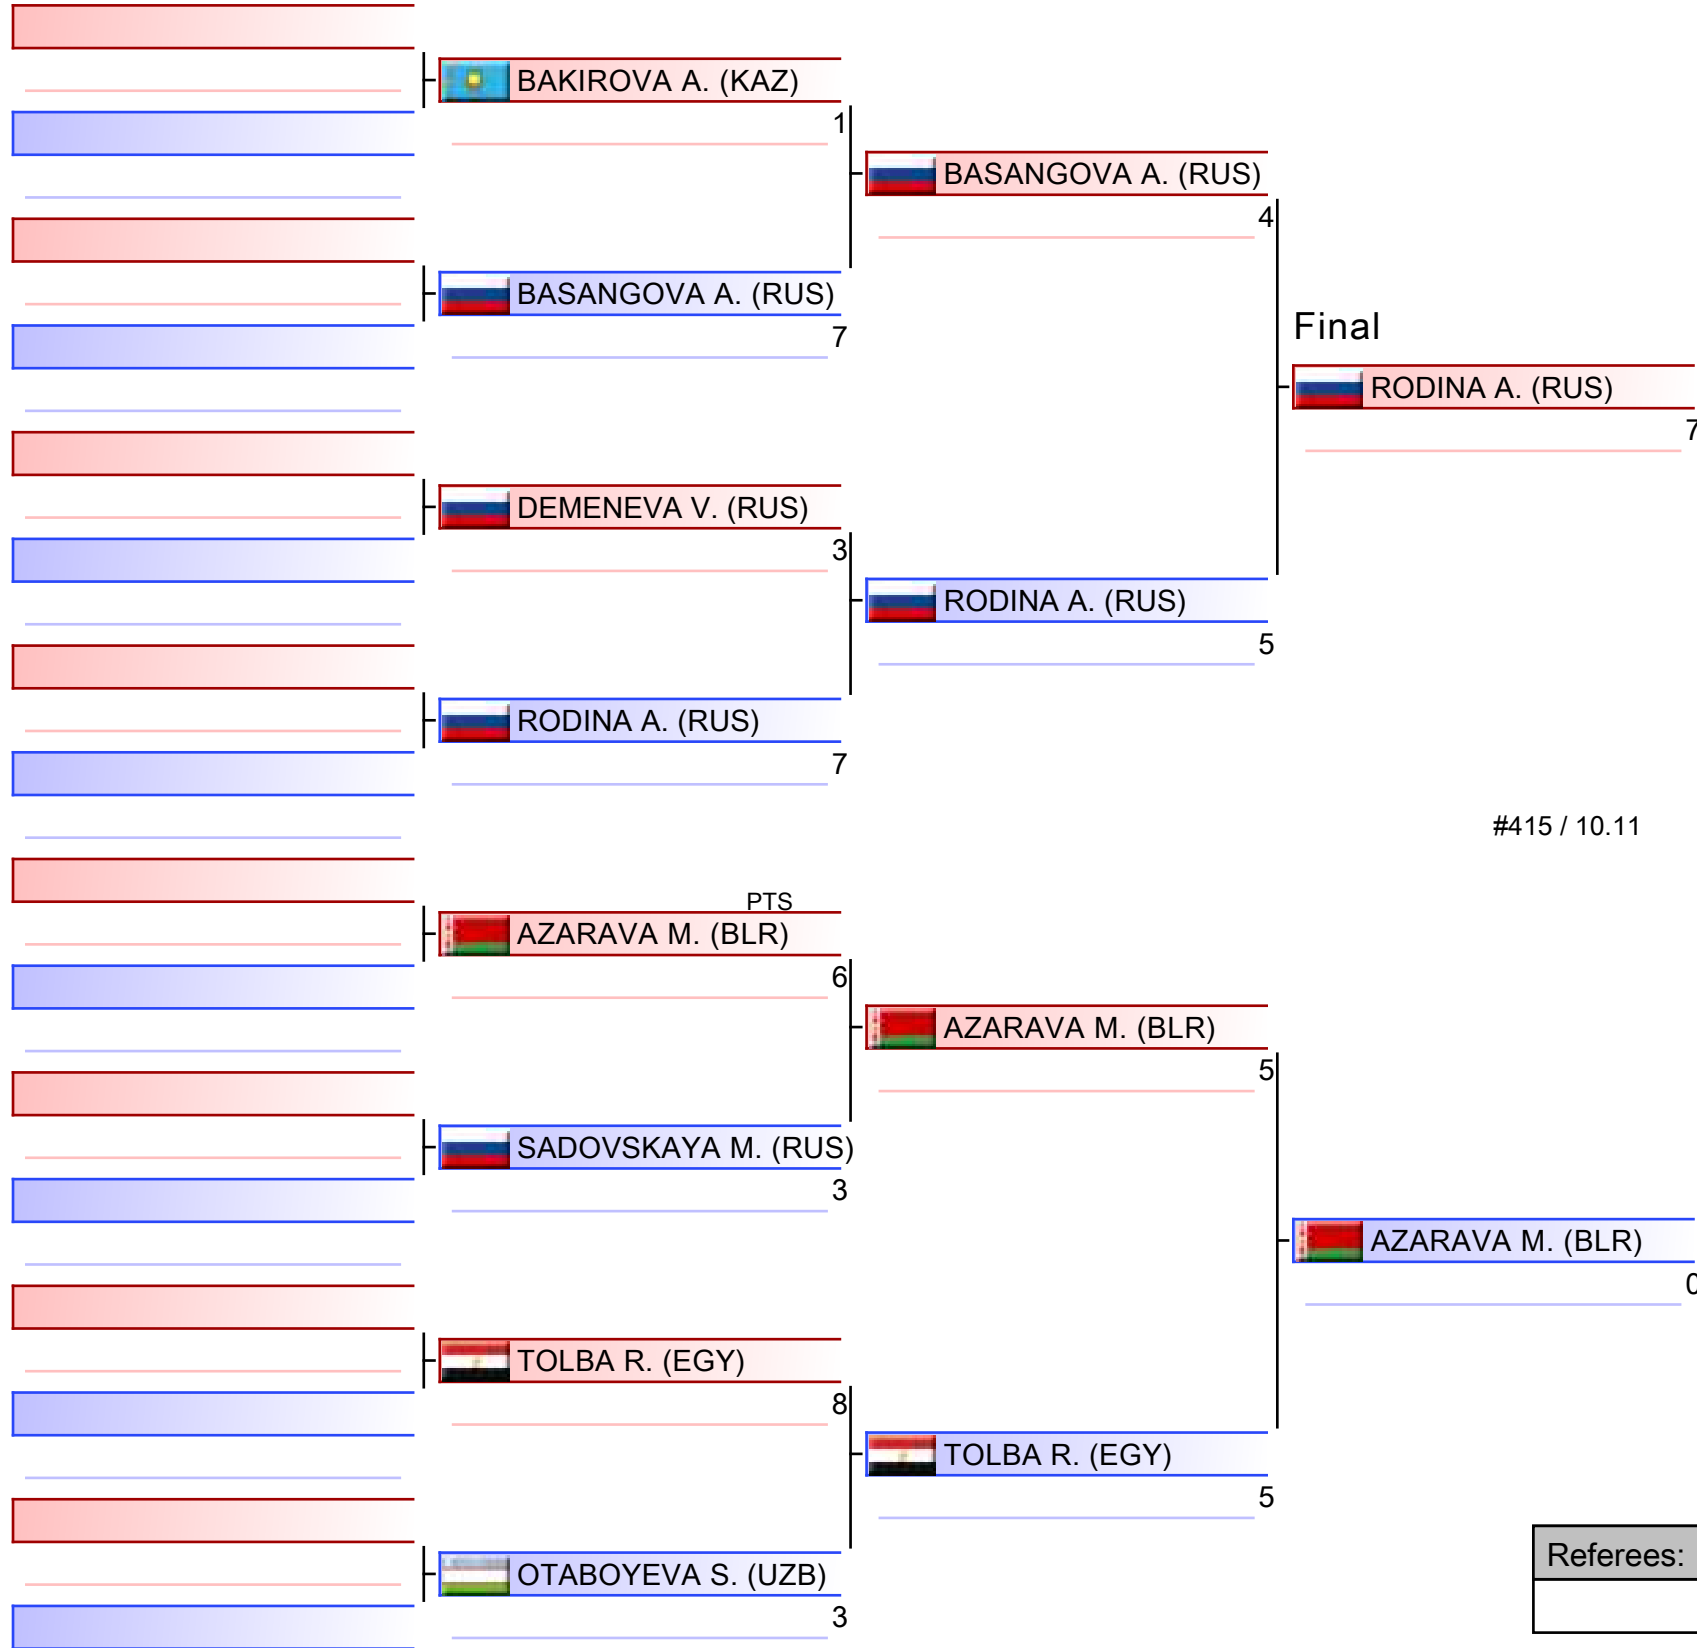 BAKIROVA A. (KAZ)
1
BASANGOVA A. (RUS)
4
BASANGOVA A. (RUS)
7
Final
RODINA A. (RUS)
7
DEMENEVA V. (RUS)
3
RODINA A. (RUS)
5
RODINA A. (RUS)
7
#415 / 10.11
PTS
AZARAVA M. (BLR)
6
AZARAVA M. (BLR)
5
SADOVSKAYA M. (RUS)
3
AZARAVA M. (BLR)
0
TOLBA R. (EGY)
8
TOLBA R. (EGY)
5
Referees:
OTABOYEVA S. (UZB)
3